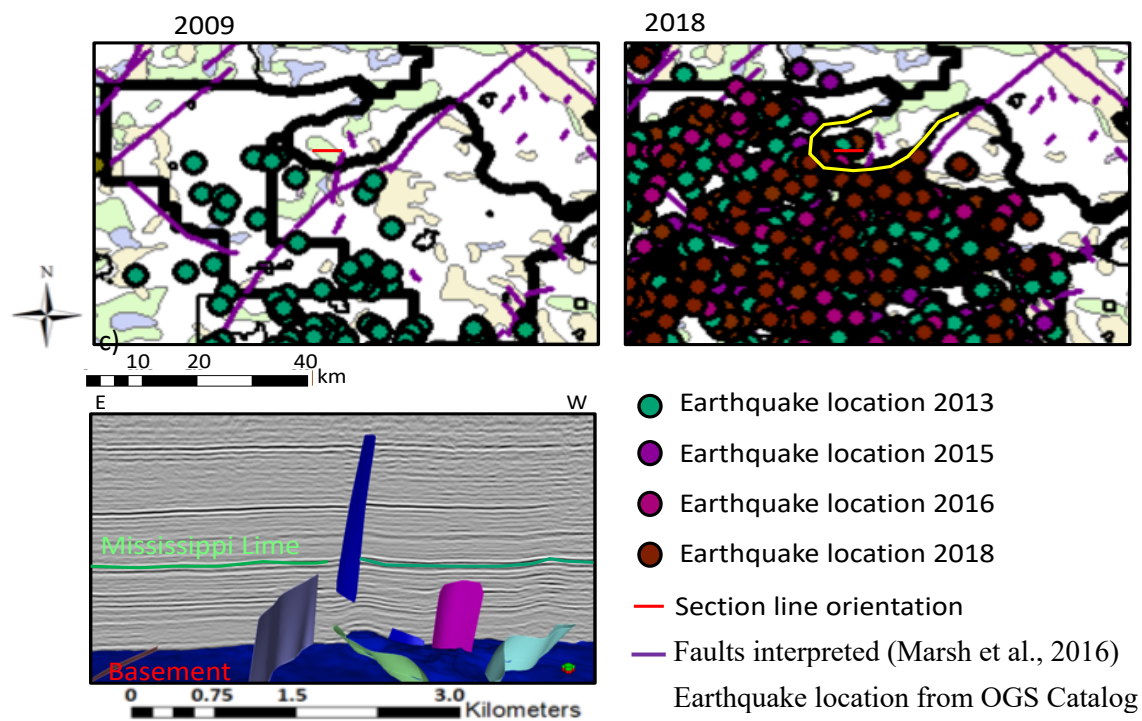 2009
2018
N
c)
10 20 40
km
E W
Mississippi Lime
Basement
0 0.75 1.5 3.0
Kilometers
Earthquake location 2013
Earthquake location 2015
Earthquake location 2016
Earthquake location 2018
Section line orientation
Faults interpreted (Marsh et al., 2016)
Earthquake location from OGS Catalog